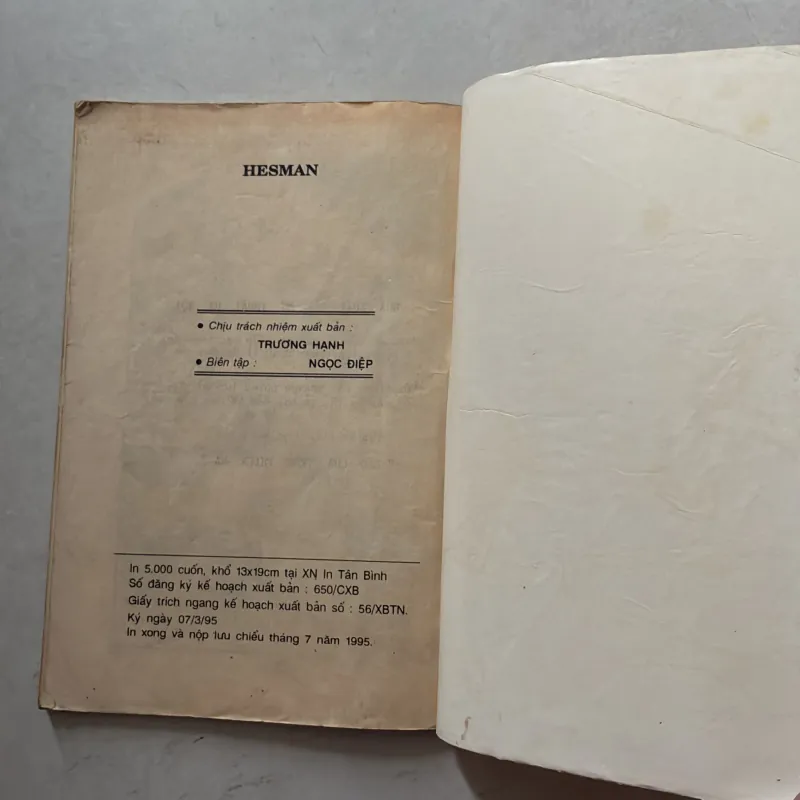 HESMAN
• Chịu trách nhiệm xuất bản :
TRƯƠNG HẠNH
• Biên tập : NGỌC ĐIỆP
In 5.000 cuốn, khổ 13x19cm tại XN In Tân Bình
Số đăng ký kế hoạch xuất bản : 650/CXB
Giấy trích ngang kế hoạch xuất bản số : 56/XBTN.
Ký ngày 07/3/95
In xong và nộp lưu chiểu tháng 7 năm 1995.